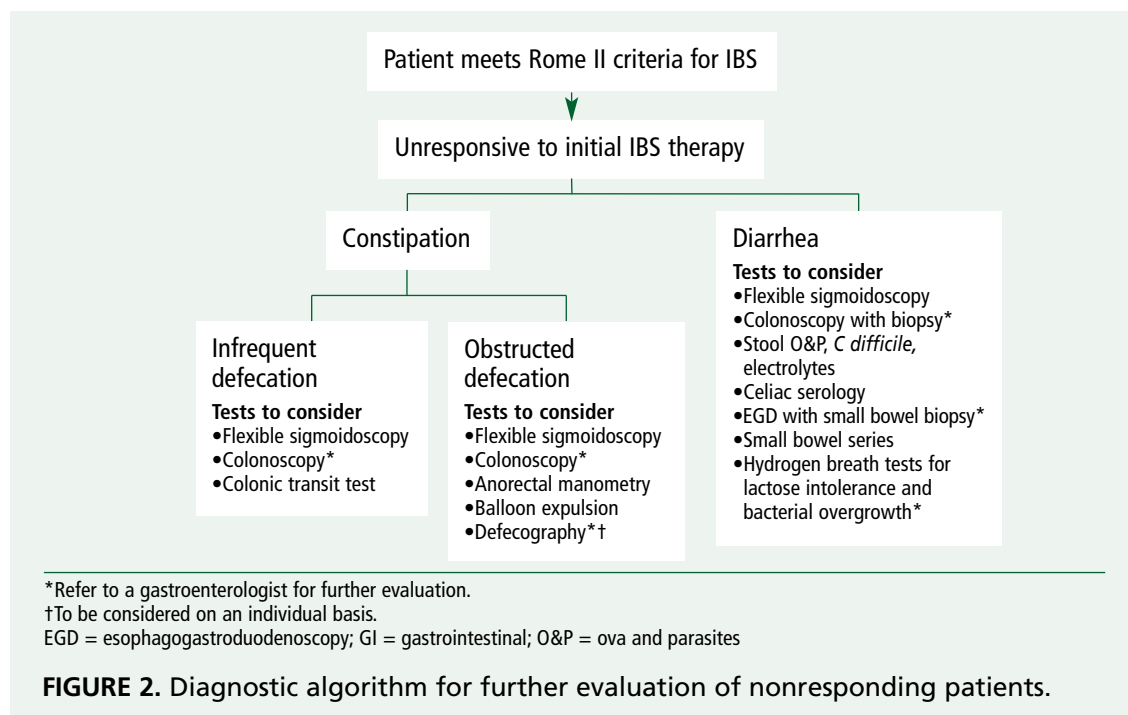 Patient meets Rome II criteria for IBS
Unresponsive to initial IBS therapy
Constipation
Infrequent
defecation
Tests to consider
•Flexible sigmoidoscopy
•Colonoscopy*
•Colonic transit test
Obstructed
defecation
Tests to consider
•Flexible sigmoidoscopy
•Colonoscopy*
•Anorectal manometry
•Balloon expulsion
•Defecography*†
Diarrhea
Tests to consider
•Flexible sigmoidoscopy
•Colonoscopy with biopsy*
•Stool O&P, C difficile,
electrolytes
•Celiac serology
•EGD with small bowel biopsy*
•Small bowel series
•Hydrogen breath tests for
lactose intolerance and
bacterial overgrowth*
*Refer to a gastroenterologist for further evaluation.
†To be considered on an individual basis.
EGD = esophagogastroduodenoscopy; GI = gastrointestinal; O&P = ova and parasites
FIGURE 2. Diagnostic algorithm for further evaluation of nonresponding patients.